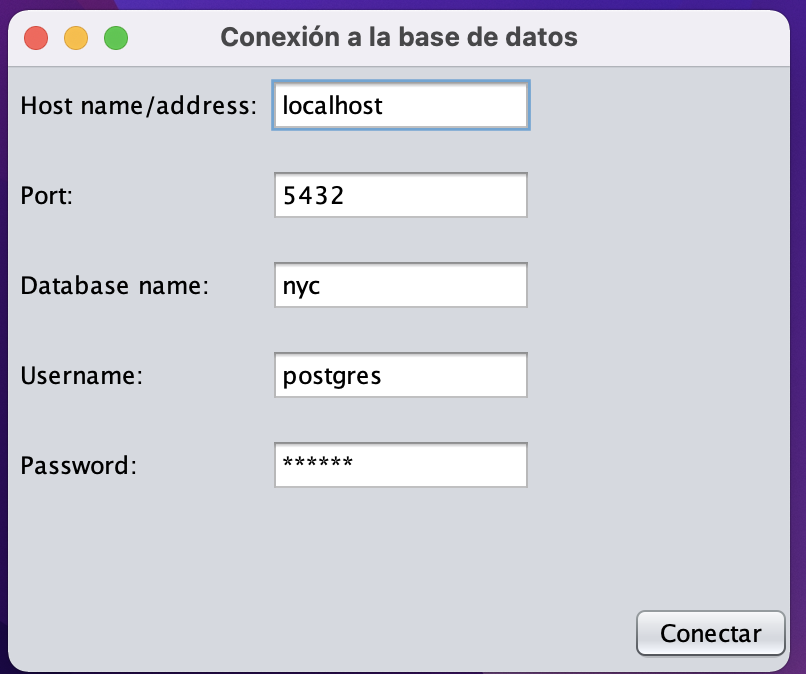 Conexión a la base de datos
Host name/address: localhost
Port: 5432
Database name: nyc
Username: postgres
Password: ******
Conectar